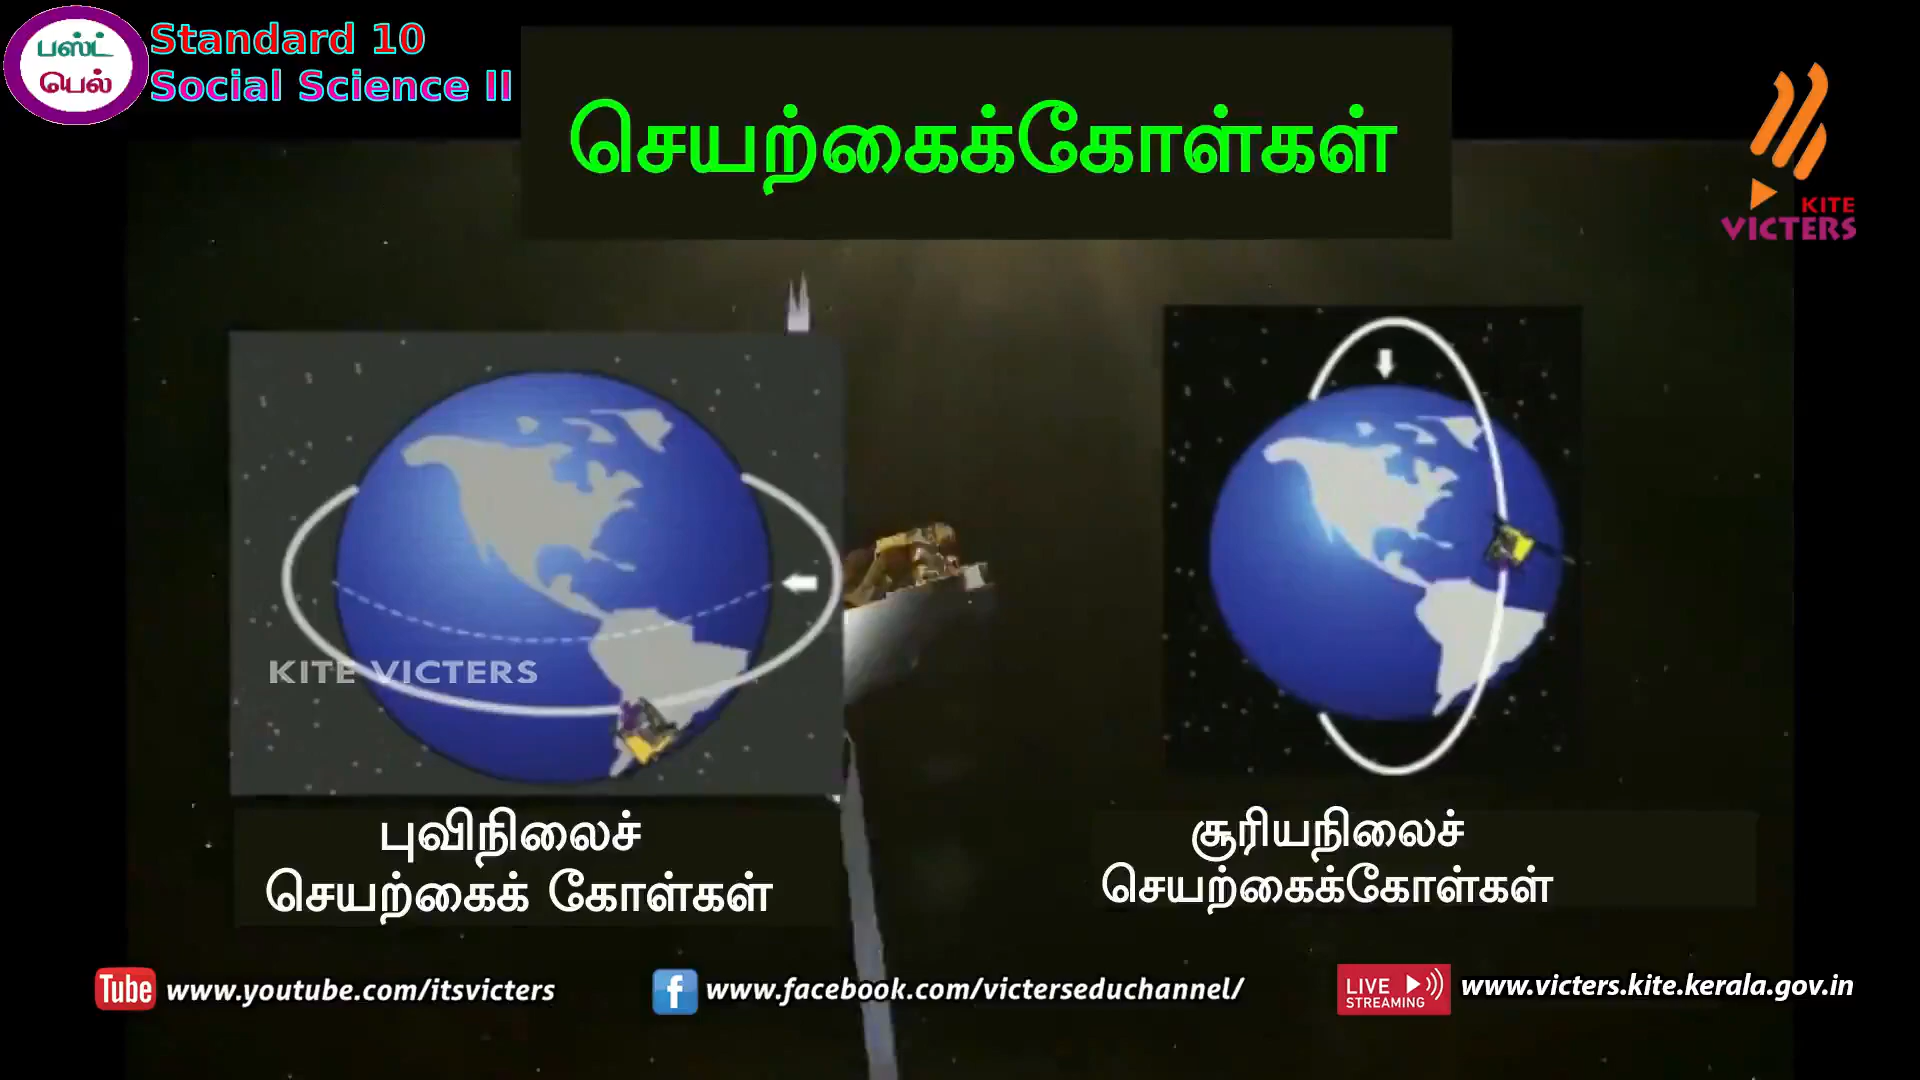 பஸ்ட்
பெல்
Standard 10
Social Science II
செயற்கைக்கோள்கள்
KITE
VICTERS
KITE VICTERS
புவிநிலைச்
செயற்கைக் கோள்கள்
சூரியநிலைச்
செயற்கைக்கோள்கள்
Tube www.youtube.com/itsvicters
f www.facebook.com/victerseduchannel/
LIVE
STREAMING
www.victers.kite.kerala.gov.in